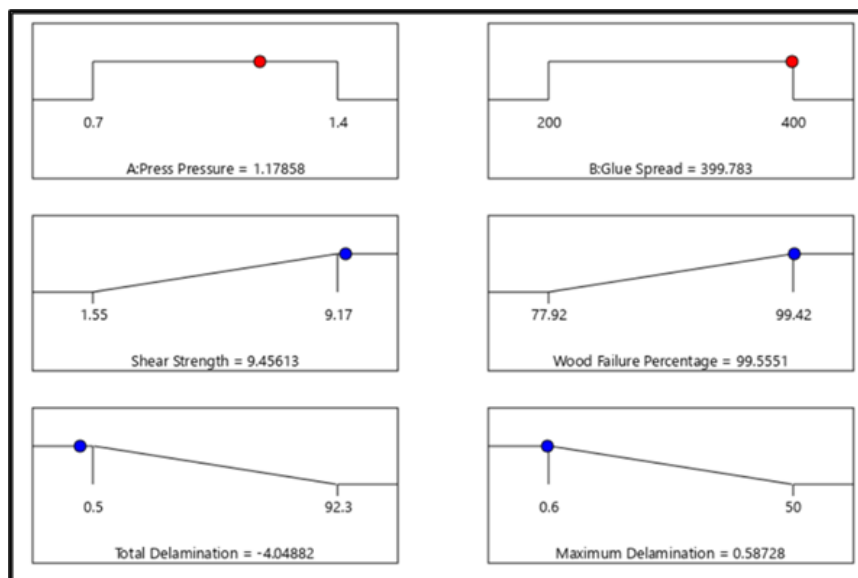 0.7 1.4
A:Press Pressure = 1.17858
200 400
B:Glue Spread = 399.783
1.55 9.17
Shear Strength = 9.45613
77.92 99.42
Wood Failure Percentage = 99.5551
0.5 92.3
Total Delamination = -4.04882
0.6 50
Maximum Delamination = 0.58728